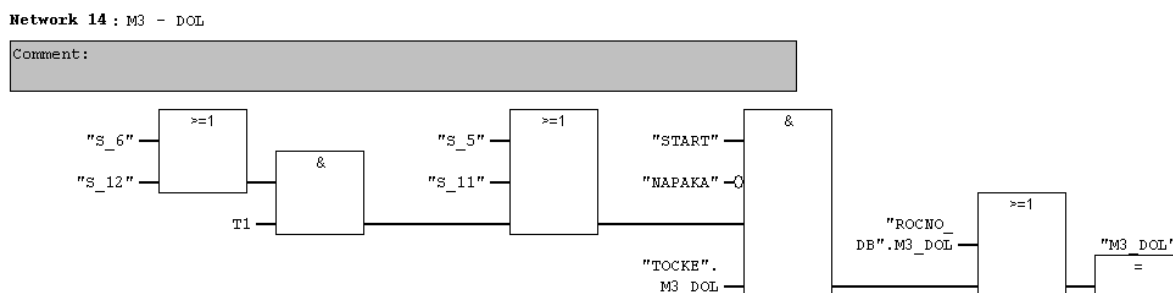 Network 14 : M3 - DOL
Comment:
>=1
>=1
&
"S_6"
"S_5"
"START"
&
"S_12"
"S_11"
"NAPAKA"
>=1
T1
"ROCNO_
DB".M3_DOL
"M3_DOL"
=
"TOCKE".
M3_DOL